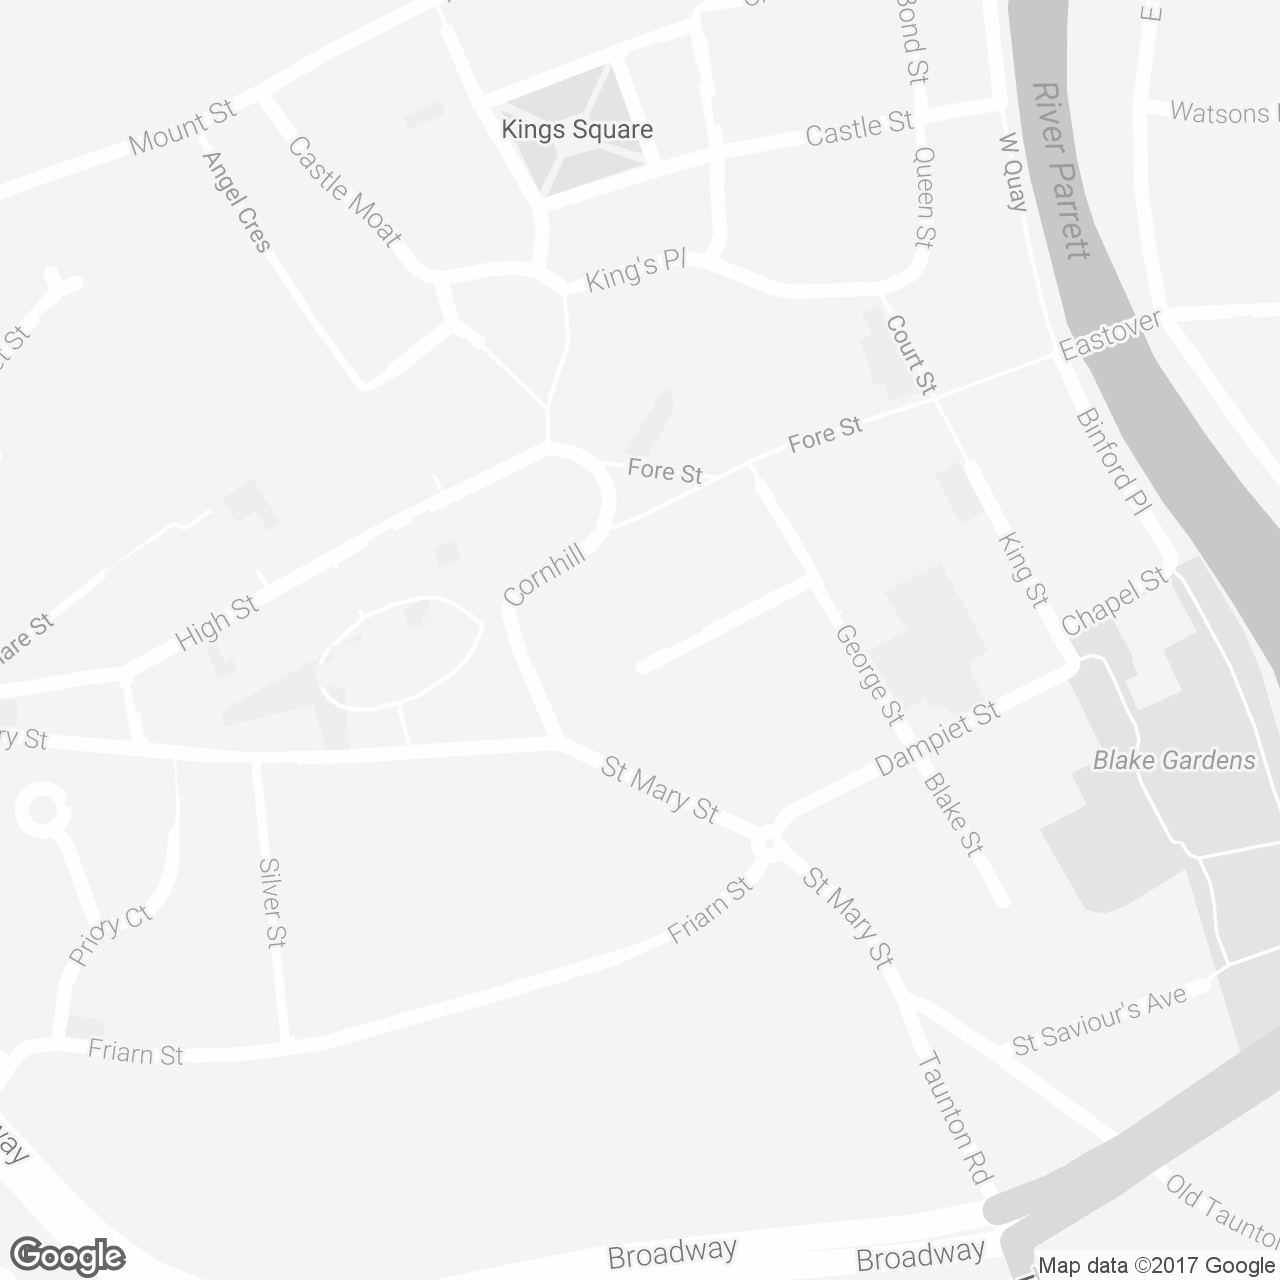 Bond St
E
Mount St
Kings Square
Castle St
Watsons
River Parrett
W Quay
Angel Cres
Castle Moat
Queen St
King's Pl
Eastover
Court St
Fore St
Fore St
Binford Pl
Cornhill
King St
High St
Chapel St
George St
Dampiet St
St Mary St
Blake Gardens
Blake St
Silver St
Priory Ct
Friarn St
St Mary St
St Saviour's Ave
Friarn St
Taunton Rd
Old Taunton
Broadway
Broadway
Google
Map data ©2017 Google